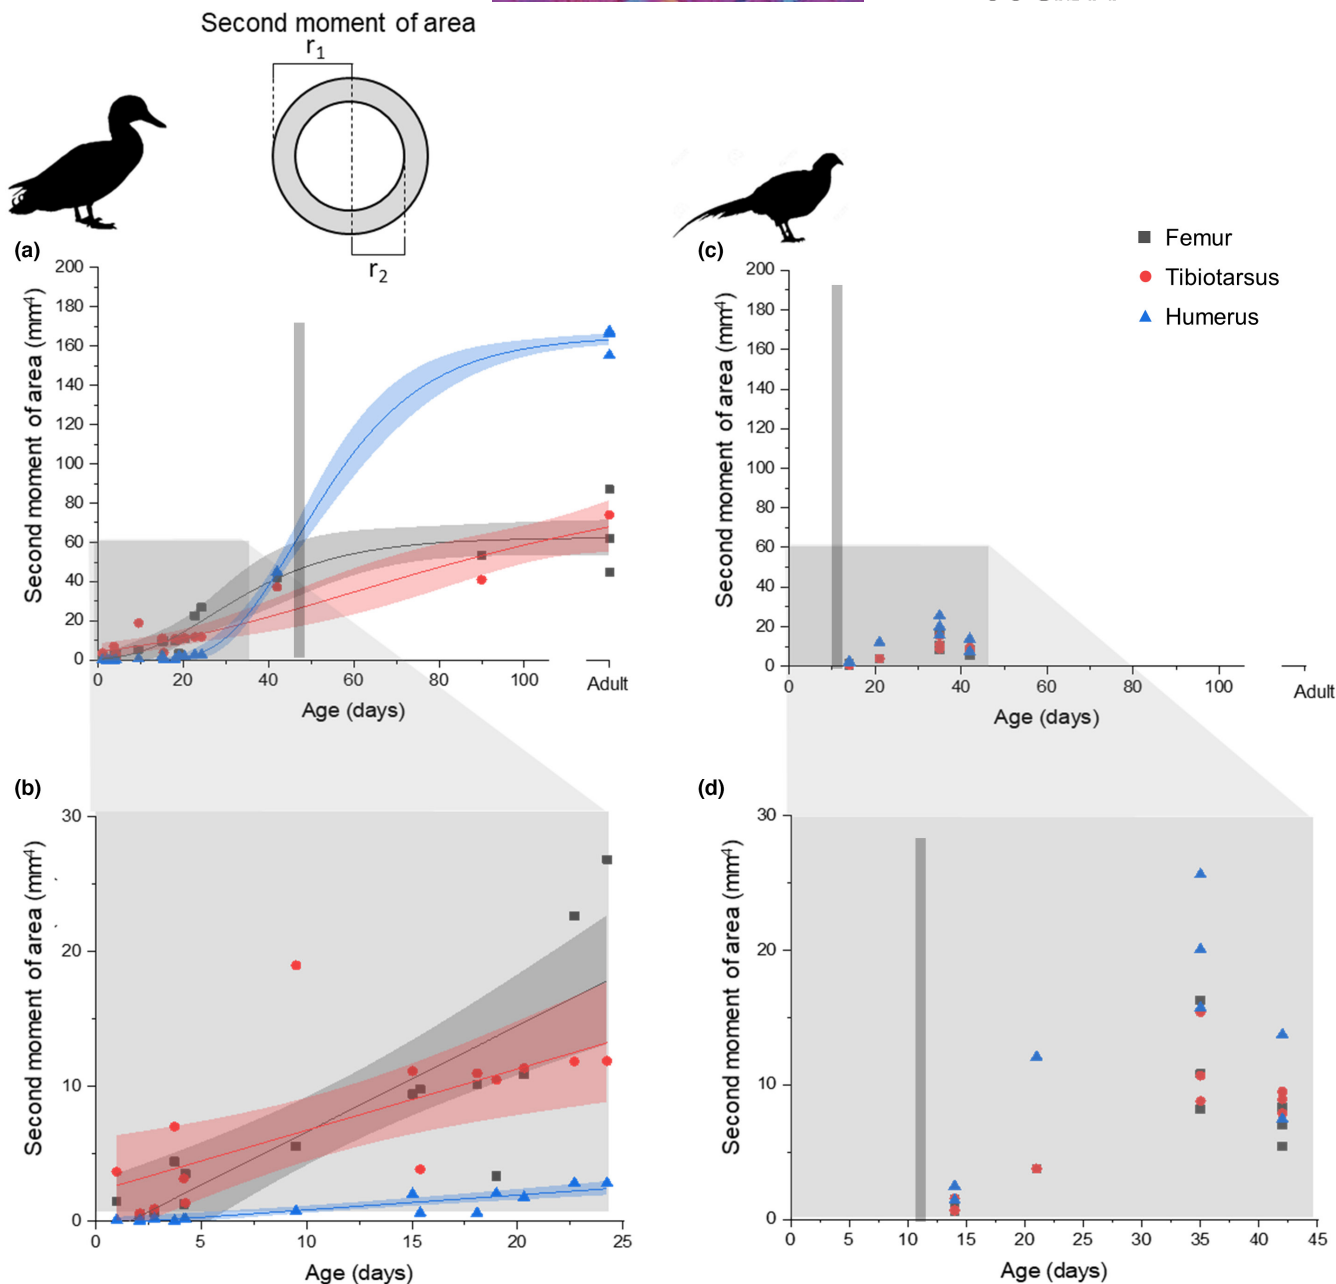 Second moment of area
r1
r2
(a)
Second moment of area (mm4)
200
180
160
140
120
100
80
60
40
20
0
0 20 40 60 80 100 Adult
Age (days)
(c)
Femur
Tibiotarsus
Humerus
Second moment of area (mm4)
200
180
160
140
120
100
80
60
40
20
0
0 20 40 60 80 100 Adult
Age (days)
(b)
Second moment of area (mm4)
30
20
10
0
0 5 10 15 20 25
Age (days)
(d)
Second moment of area (mm4)
30
20
10
0
0 5 10 15 20 25 30 35 40 45
Age (days)